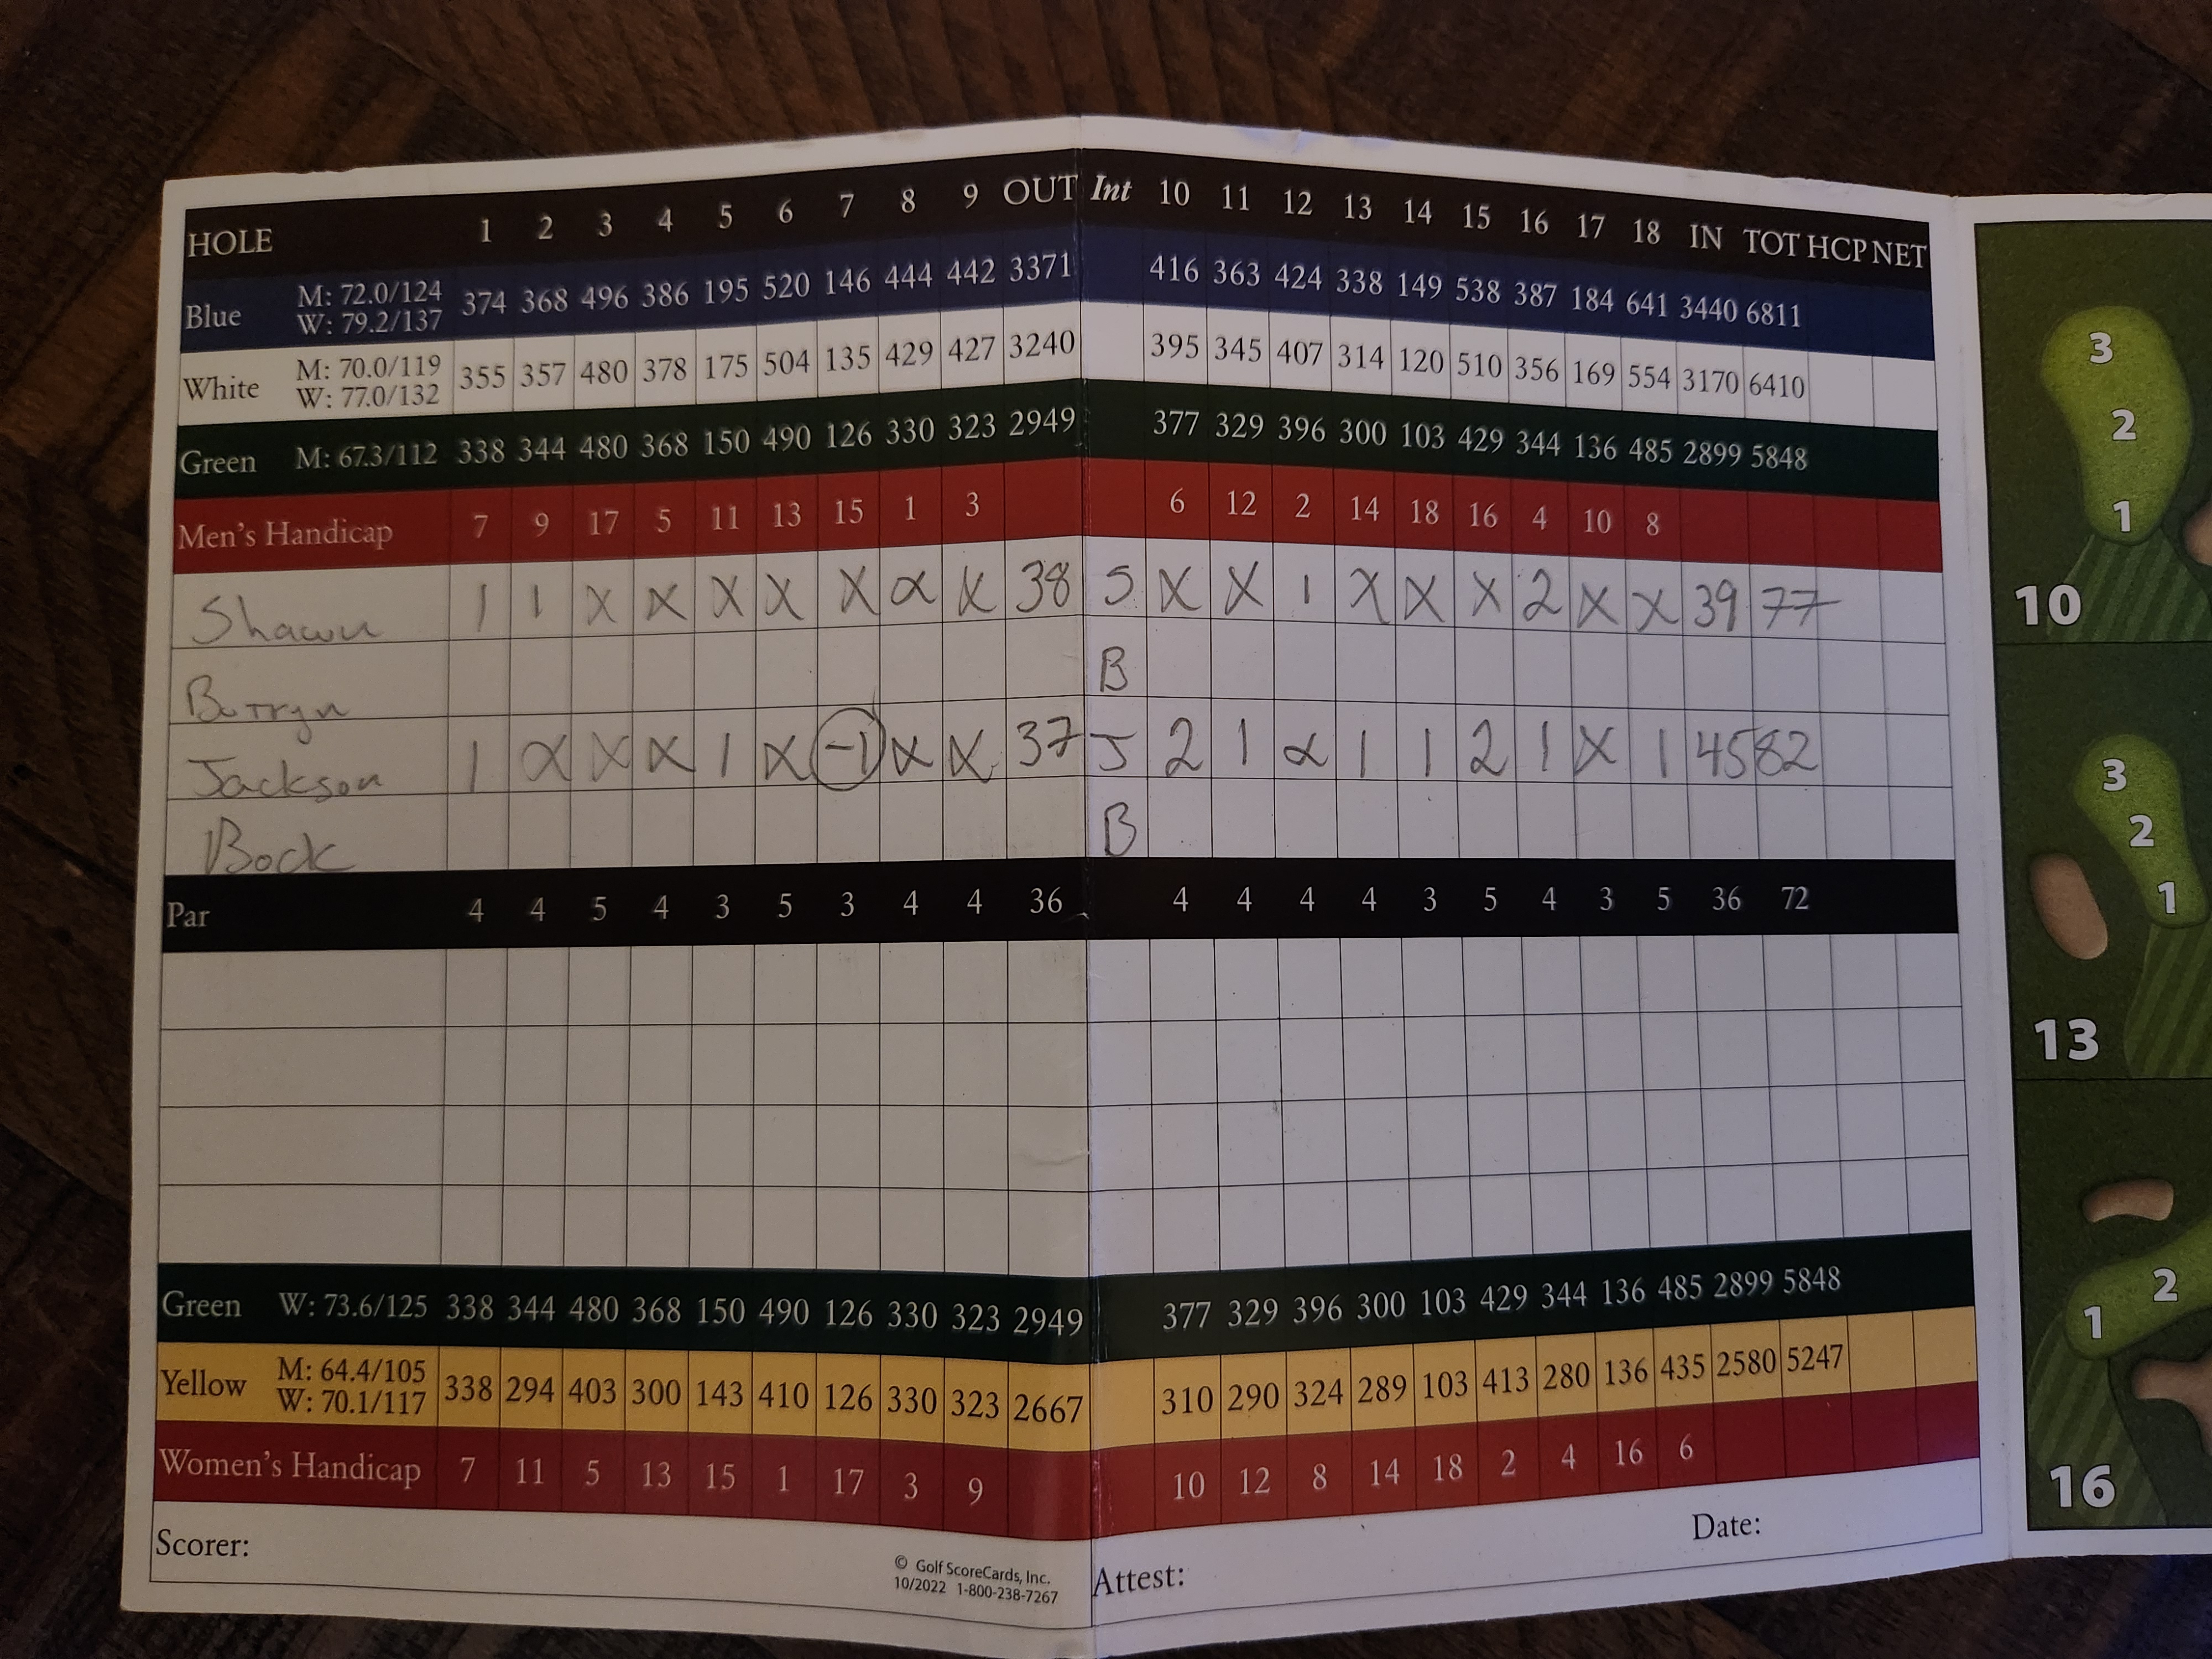 HOLE 1 2 3 4 5 6 7 8 9 OUT Int 10 11 12 13 14 15 16 17 18 IN TOT HCP NET
Blue M: 72.0/124 W: 79.2/137 374 368 496 386 195 520 146 444 442 3371 416 363 424 338 149 538 387 184 641 3440 6811
White M: 70.0/119 W: 77.0/132 355 357 480 378 175 504 135 429 427 3240 395 345 407 314 120 510 356 169 554 3170 6410
Green M: 67.3/112 338 344 480 368 150 490 126 330 323 2949 377 329 396 300 103 429 344 136 485 2899 5848
Men's Handicap 7 9 17 5 11 13 15 1 3 6 12 2 14 18 16 4 10 8
Shawn 1 1 X X X X X X X 38 S X X 1 X X X 2 X X 39 77
B
Jackson 1 X X X 1 X -1 X X 37 J 2 1 X 1 1 2 1 X 1 45 82
Bock B
Par 4 4 5 4 3 5 3 4 4 36 4 4 4 4 3 5 4 3 5 36 72
Green W: 73.6/125 338 344 480 368 150 490 126 330 323 2949 377 329 396 300 103 429 344 136 485 2899 5848
Yellow M: 64.4/105 W: 70.1/117 338 294 403 300 143 410 126 330 323 2667 310 290 324 289 103 413 280 136 435 2580 5247
Women's Handicap 7 11 5 13 15 1 17 3 9 10 12 8 14 18 2 4 16 6
Scorer:
© Golf ScoreCards, Inc.
10/2022 1-800-238-7267
Attest:
Date:
3
2
1
10
3
2
1
13
2
1
16